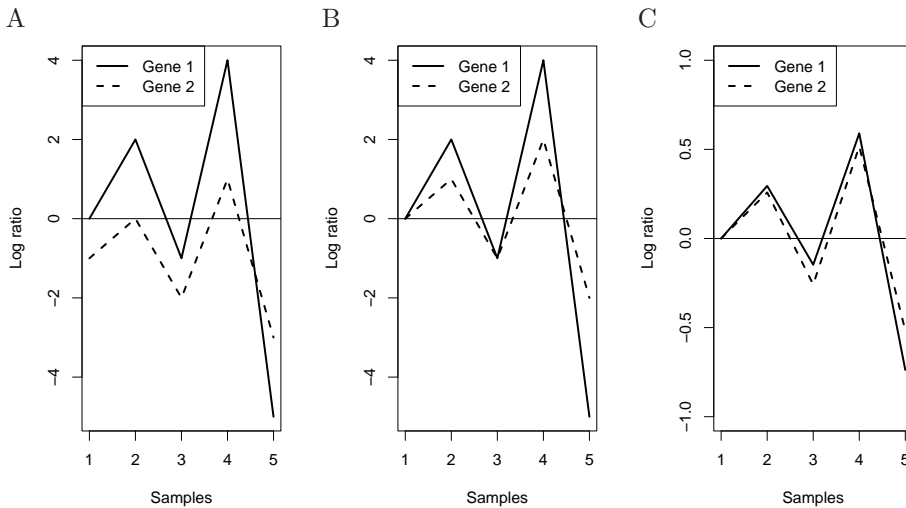 A
4
2
0
−2
−4
1 2 3 4 5
Log ratio
Samples
Gene 1
Gene 2
B
4
2
0
−2
−4
1 2 3 4 5
Log ratio
Samples
Gene 1
Gene 2
C
1.0
0.5
0.0
−0.5
−1.0
1 2 3 4 5
Log ratio
Samples
Gene 1
Gene 2